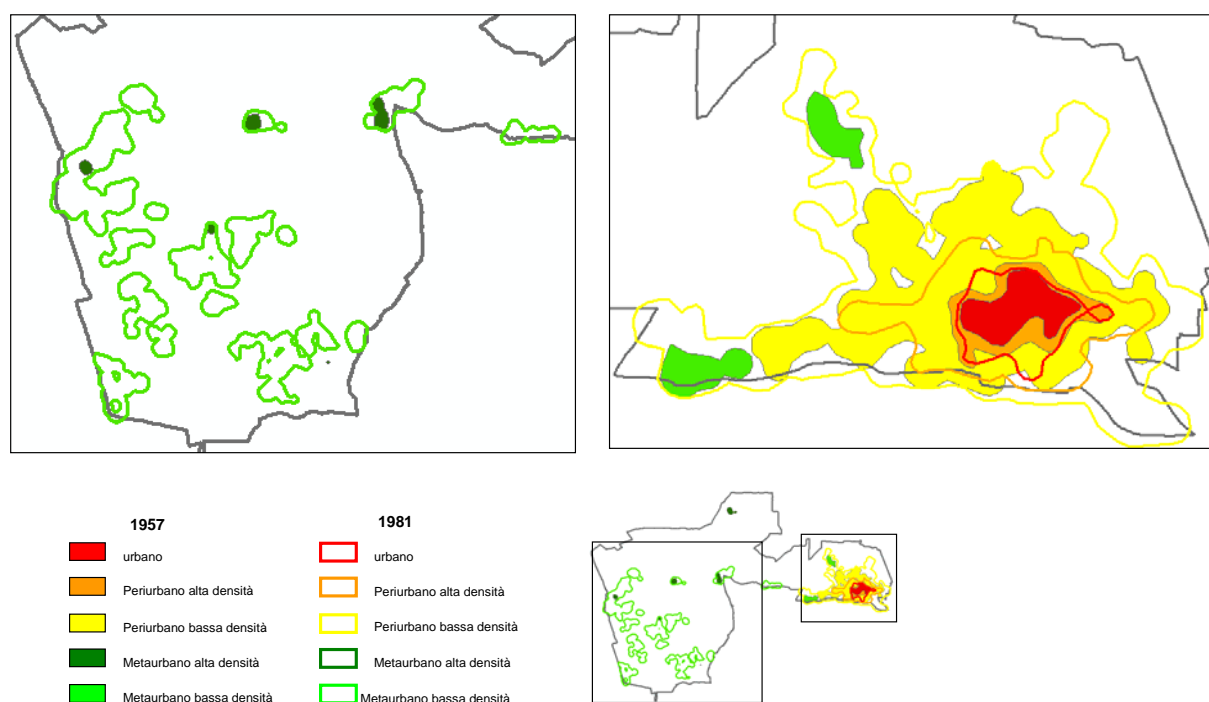 1957
urbano
Periurbano alta densità
Periurbano bassa densità
Metaurbano alta densità
Metaurbano bassa densità
1981
urbano
Periurbano alta densità
Periurbano bassa densità
Metaurbano alta densità
Metaurbano bassa densità